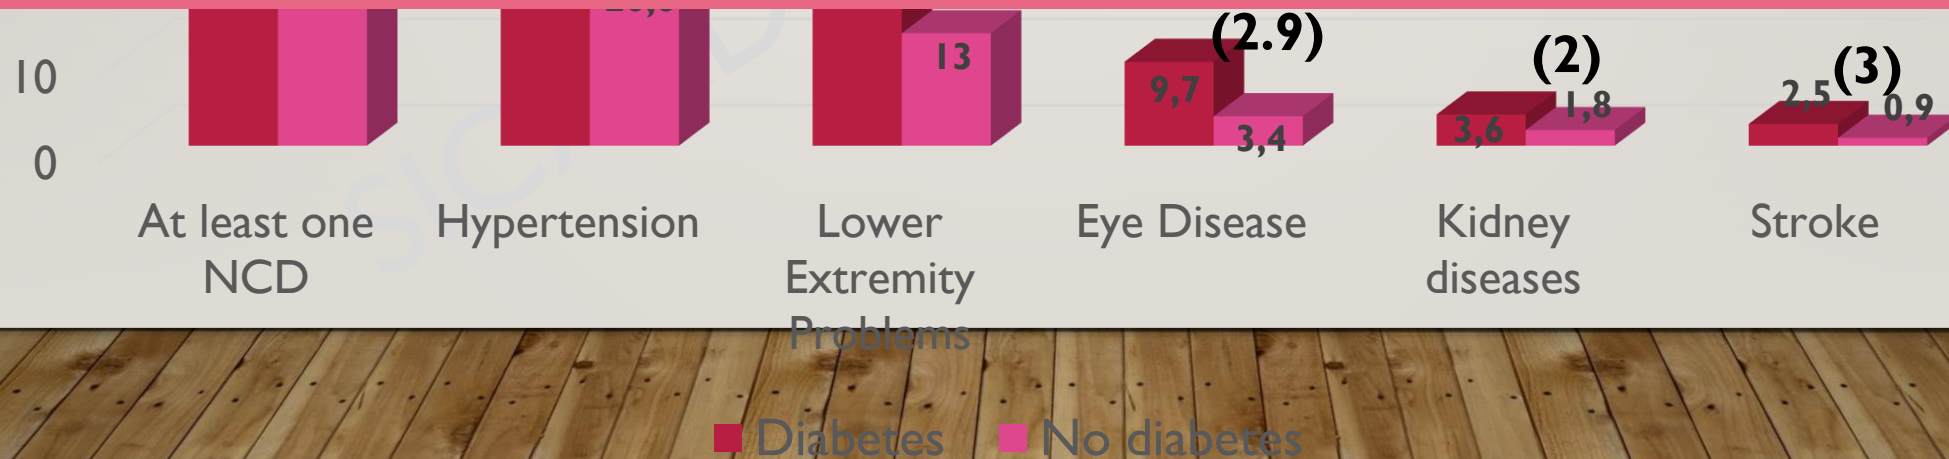 (2.9)
(2)
(3)
10
13
9,7
3,4
3,6
1,8
2,5
0,9
0
At least one
NCD
Hypertension
Lower
Extremity
Problems
Eye Disease
Kidney
diseases
Stroke
Diabetes
No diabetes